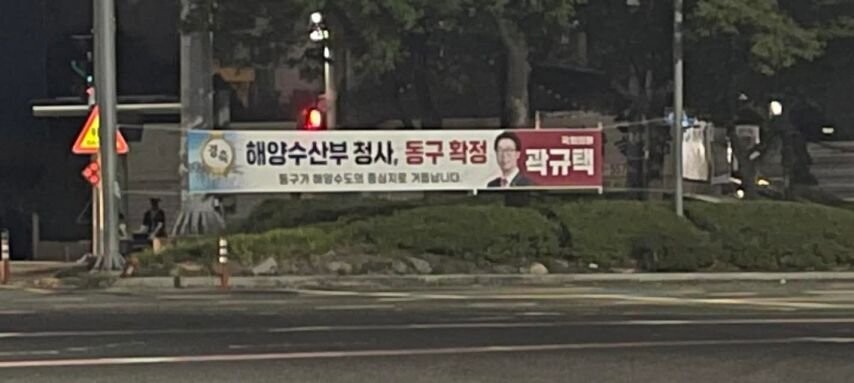 경축
해양수산부 청사, 동구 확정
동구가 해양수도의 중심지로 거듭납니다.
국회의원
곽규택